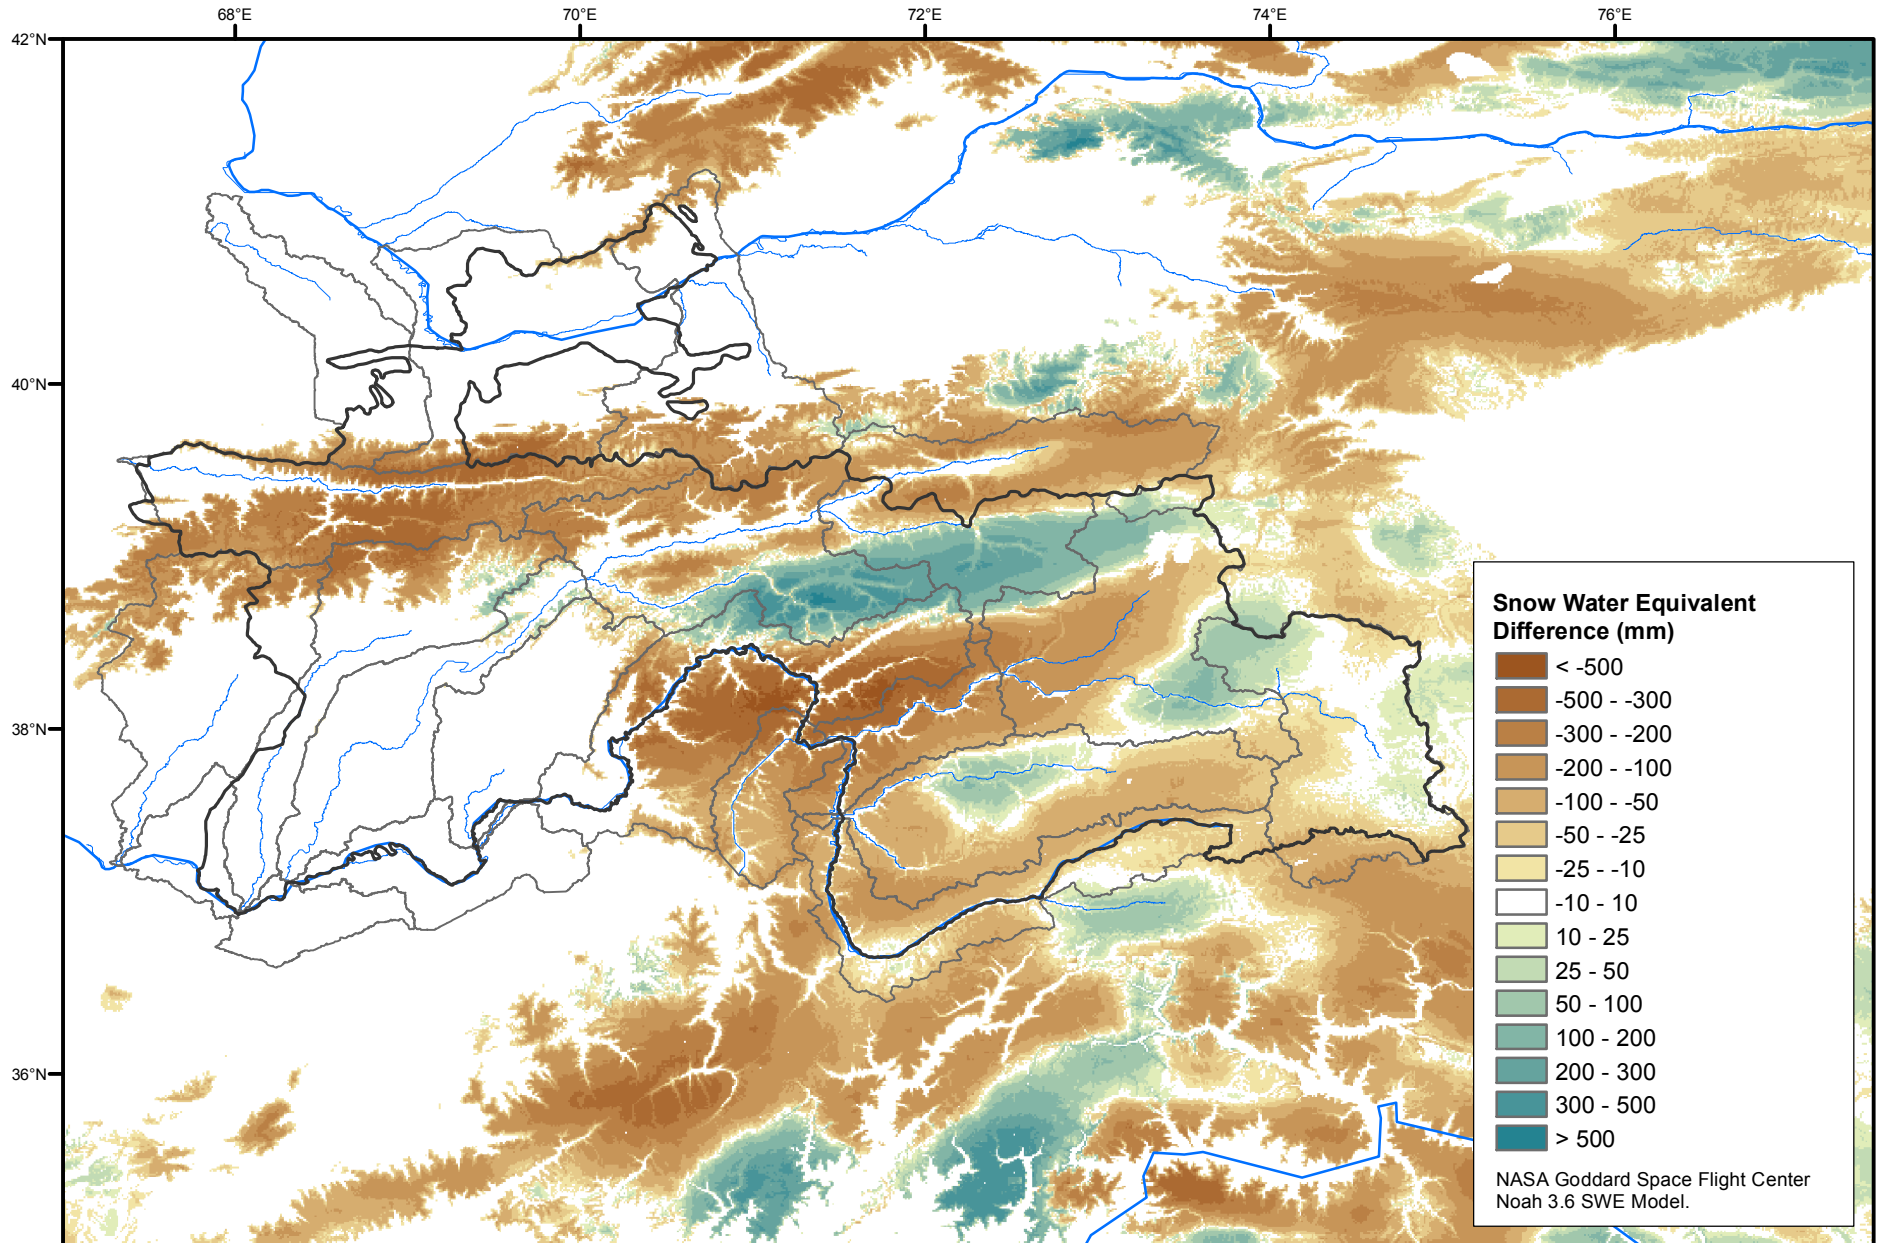 68°E
70°E
72°E
74°E
76°E
42°N
40°N
38°N
36°N
Snow Water Equivalent
Difference (mm)
< -500
-500 - -300
-300 - -200
-200 - -100
-100 - -50
-50 - -25
-25 - -10
-10 - 10
10 - 25
25 - 50
50 - 100
100 - 200
200 - 300
300 - 500
> 500
NASA Goddard Space Flight Center
Noah 3.6 SWE Model.